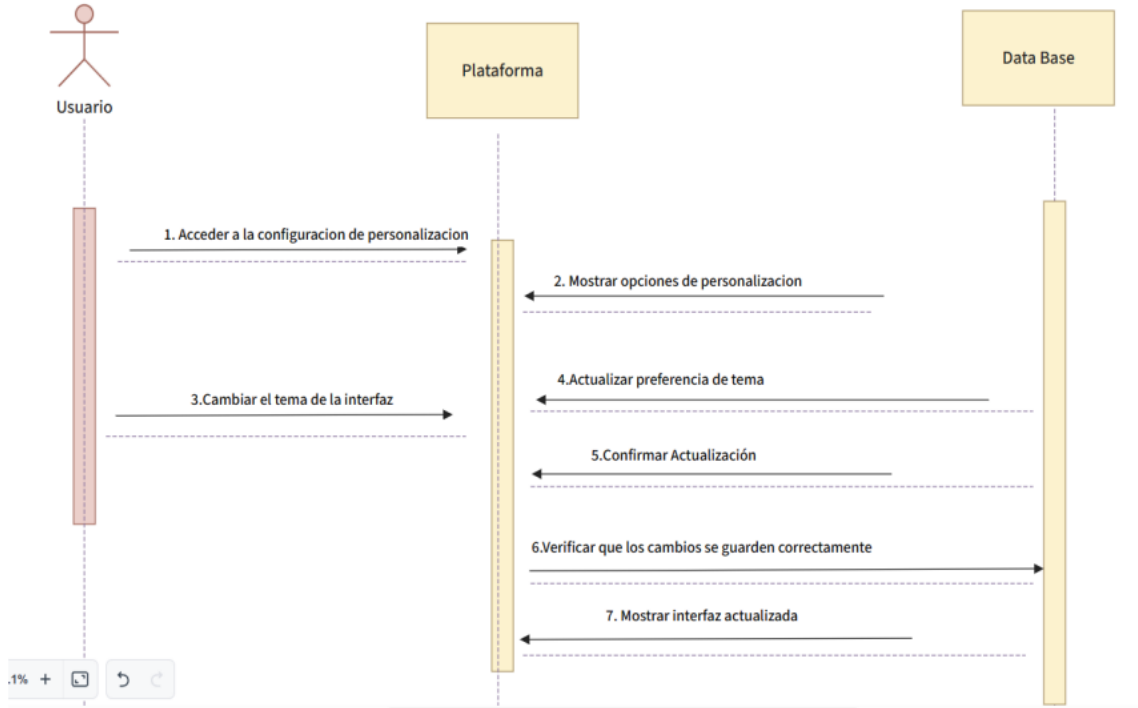 Usuario
Plataforma
Data Base
1. Acceder a la configuracion de personalizacion
2. Mostrar opciones de personalizacion
3.Cambiar el tema de la interfaz
4.Actualizar preferencia de tema
5.Confirmar Actualización
6.Verificar que los cambios se guarden correctamente
7. Mostrar interfaz actualizada
.1% +